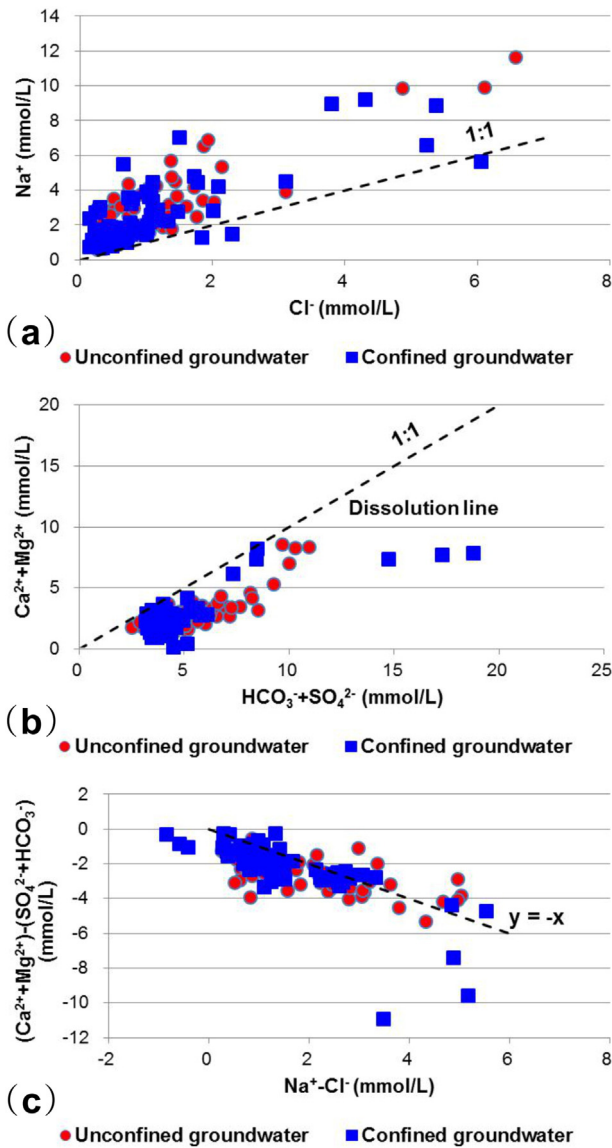 14
12
10
8
6
4
2
0
Na⁺ (mmol/L)
1:1
0 2 4 6 8
Cl⁻ (mmol/L)
(a)
Unconfined groundwater Confined groundwater
20
15
10
5
0
Ca²⁺+Mg²⁺ (mmol/L)
1:1
Dissolution line
0 5 10 15 20 25
HCO₃⁻+SO₄²⁻ (mmol/L)
(b)
Unconfined groundwater Confined groundwater
2
0
-2
-4
-6
-8
-10
-12
(Ca²⁺+Mg²⁺)-(SO₄²⁻+HCO₃⁻)
(mmol/L)
y = -x
-2 0 2 4 6 8
Na⁺-Cl⁻ (mmol/L)
(c)
Unconfined groundwater Confined groundwater